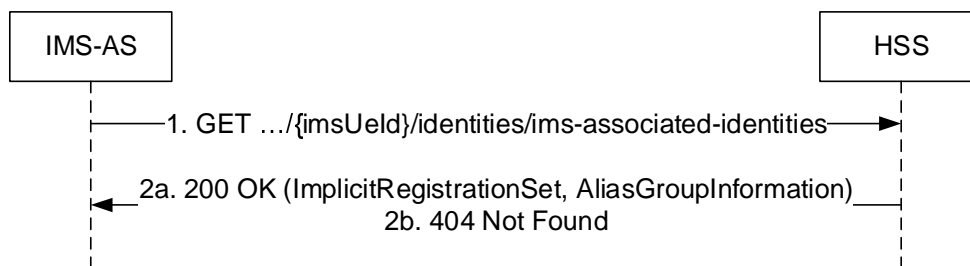 IMS-AS
HSS
1. GET …/{imsUeId}/identities/ims-associated-identities
2a. 200 OK (ImplicitRegistrationSet, AliasGroupInformation)
2b. 404 Not Found